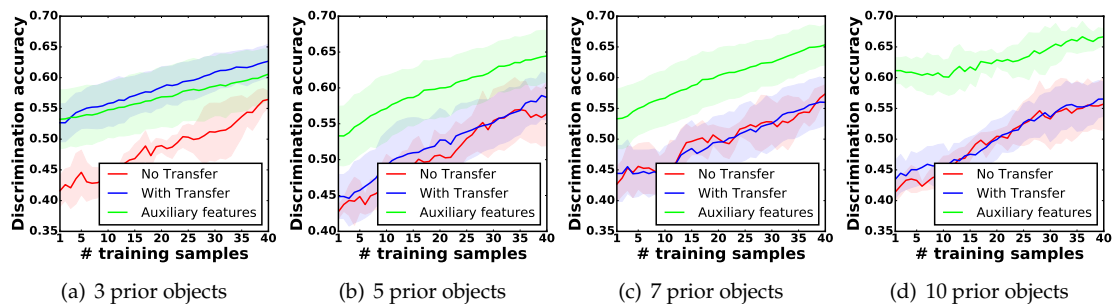 Discrimination accuracy
0.70
0.65
0.60
0.55
0.50
0.45
0.40
0.35
1 5 10 15 20 25 30 35 40
# training samples
No Transfer
With Transfer
Auxiliary features
(a) 3 prior objects
Discrimination accuracy
0.70
0.65
0.60
0.55
0.50
0.45
0.40
1 5 10 15 20 25 30 35 40
# training samples
No Transfer
With Transfer
Auxiliary features
(b) 5 prior objects
Discrimination accuracy
0.70
0.65
0.60
0.55
0.50
0.45
0.40
0.35
1 5 10 15 20 25 30 35 40
# training samples
No Transfer
With Transfer
Auxiliary features
(c) 7 prior objects
Discrimination accuracy
0.70
0.65
0.60
0.55
0.50
0.45
0.40
0.35
1 5 10 15 20 25 30 35 40
# training samples
No Transfer
With Transfer
Auxiliary features
(d) 10 prior objects